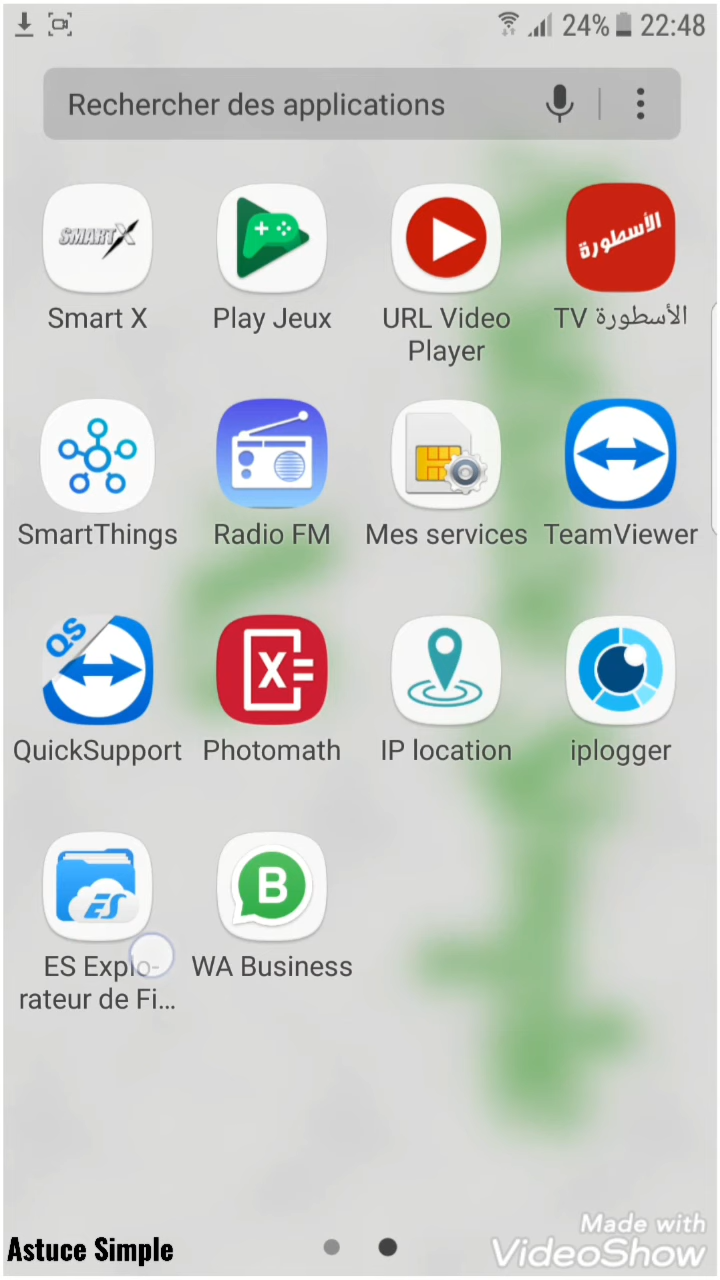 24% 22:48
Rechercher des applications
SMARTX
الأسطورة
Smart X
Play Jeux
URL Video
Player
TV الأسطورة
SmartThings
Radio FM
Mes services
TeamViewer
QS
X=
QuickSupport
Photomath
IP location
iplogger
ES
B
ES Explo-
rateur de Fi...
WA Business
Astuce Simple
Made with
VideoShow